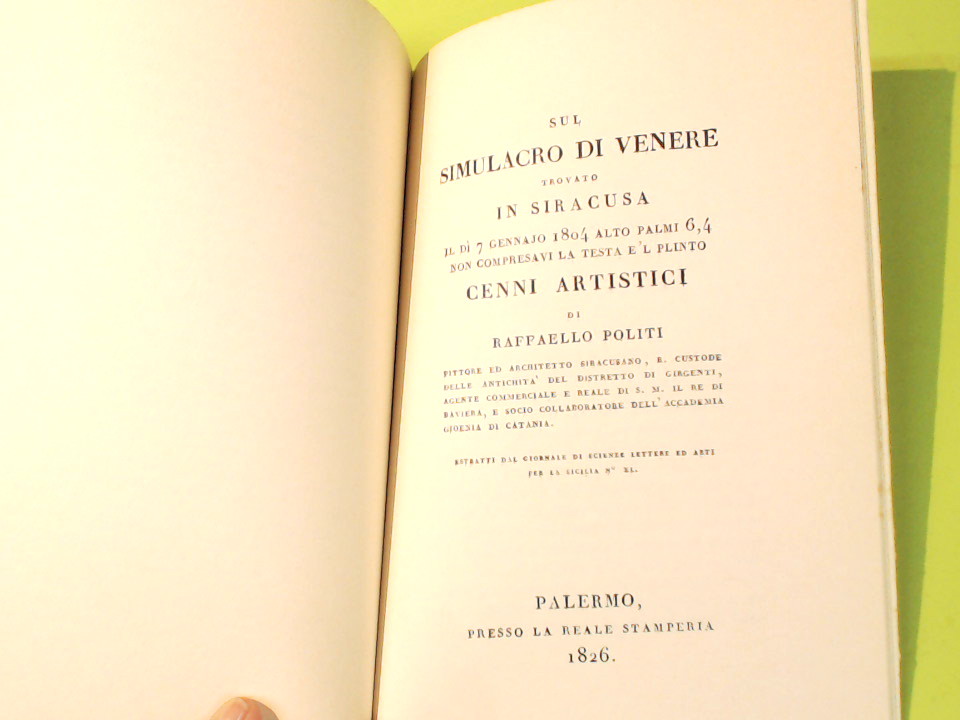 SUL
SIMULACRO DI VENERE
TROVATO
IN SIRACUSA
IL DÌ 7 GENNAJO 1804 ALTO PALMI 6,4
NON COMPRESAVI LA TESTA E'L PLINTO
CENNI ARTISTICI
DI
RAFFAELLO POLITI
PITTORE ED ARCHITETTO SIRACUSANO, R. CUSTODE
DELLE ANTICHITA' DEL DISTRETTO DI GIRGENTI,
AGENTE COMMERCIALE E REALE DI S. M. IL RE DI
BAVIERA, E SOCIO COLLABORATORE DELL'ACCADEMIA
GIOENIA DI CATANIA.
ESTRATTI DAL GIORNALE DI SCIENZE LETTERE ED ARTI
PER LA SICILIA N°
PALERMO,
PRESSO LA REALE STAMPERIA
1826.